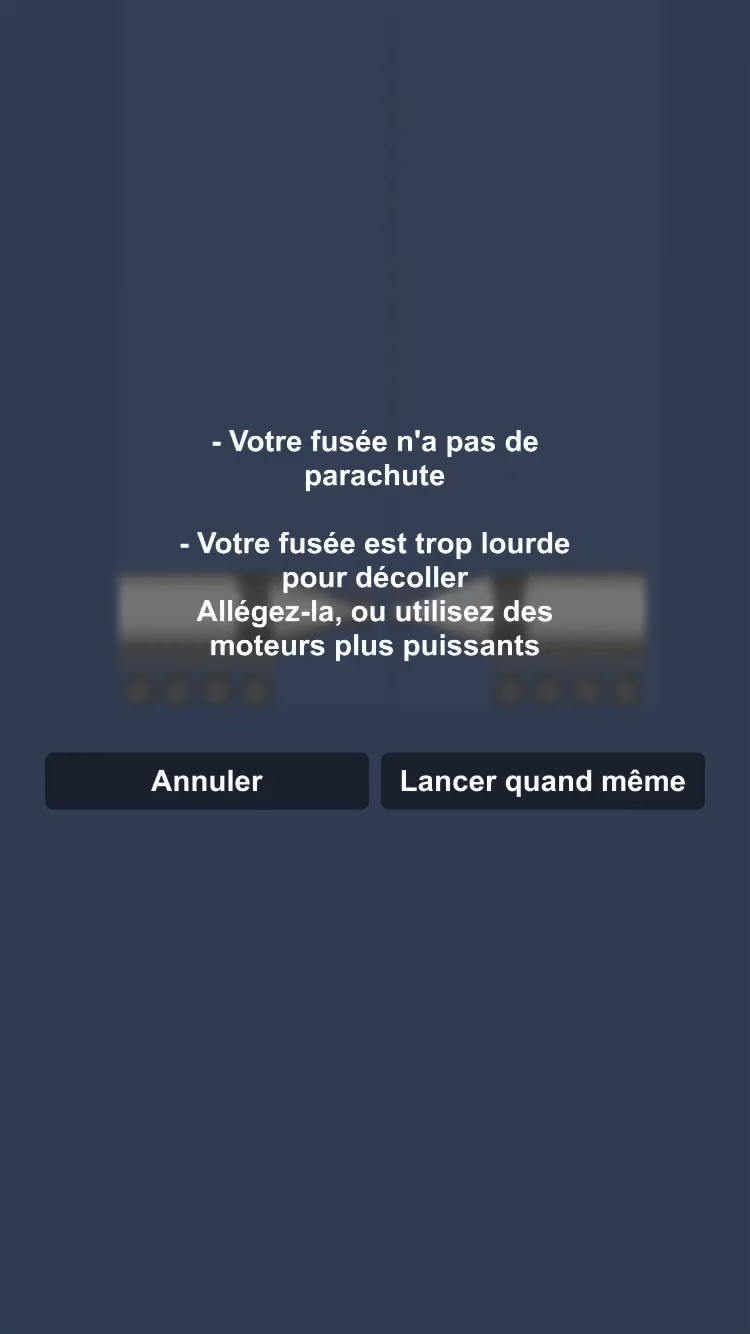 - Votre fusée n'a pas de
parachute
- Votre fusée est trop lourde
pour décoller
Allégez-la, ou utilisez des
moteurs plus puissants
Annuler
Lancer quand même